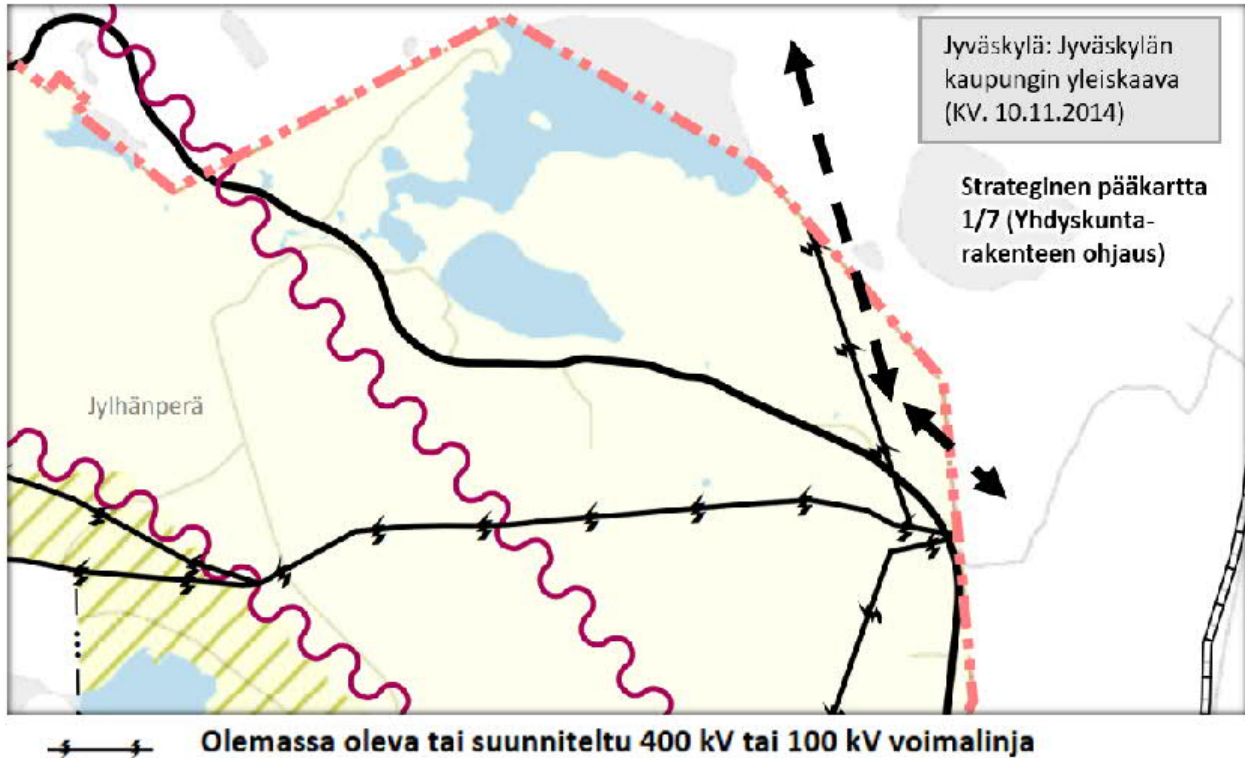 Jyväskylä: Jyväskylän
kaupungin yleiskaava
(KV. 10.11.2014)
Strateginen pääkartta
1/7 (Yhdyskunta-
rakenteen ohjaus)
Jylhänperä
Olemassa oleva tai suunniteltu 400 kV tai 100 kV voimalinja